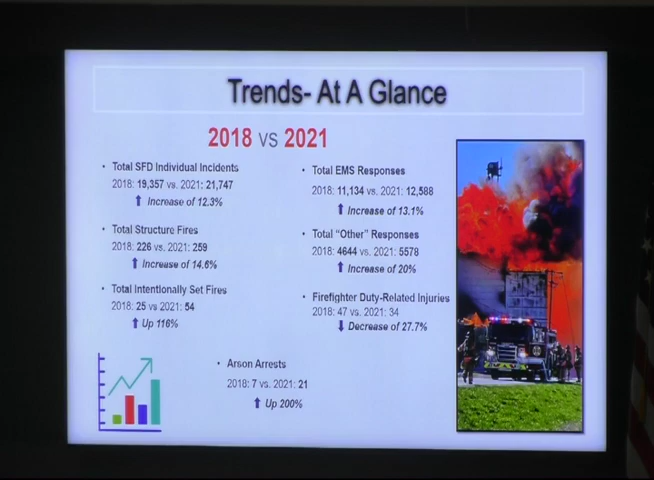 Trends- At A Glance
2018 vs 2021
• Total SFD Individual Incidents
2018: 19,357 vs. 2021: 21,747
Increase of 12.3%
• Total Structure Fires
2018: 226 vs. 2021: 259
Increase of 14.6%
• Total Intentionally Set Fires
2018: 25 vs 2021: 54
Up 116%
• Total EMS Responses
2018: 11,134 vs. 2021: 12,588
Increase of 13.1%
• Total “Other” Responses
2018: 4644 vs. 2021: 5578
Increase of 20%
• Firefighter Duty-Related Injuries
2018: 47 vs. 2021: 34
Decrease of 27.7%
• Arson Arrests
2018: 7 vs. 2021: 21
Up 200%